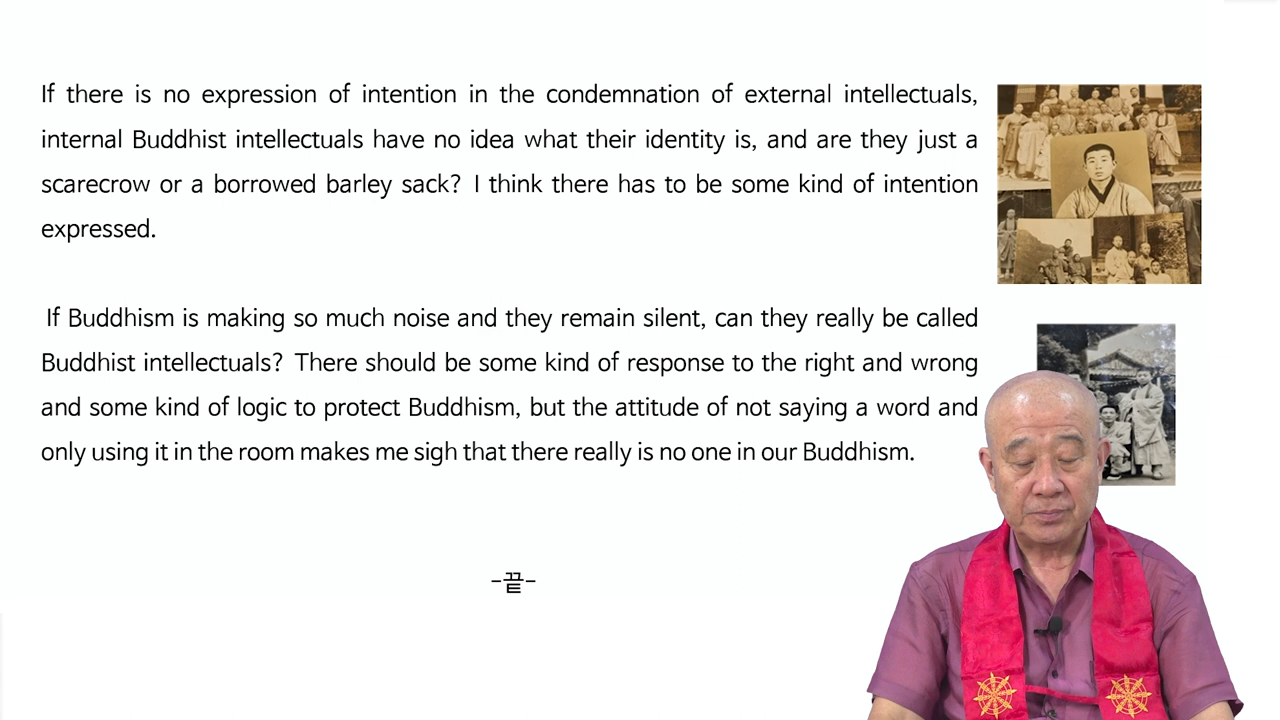 If there is no expression of intention in the condemnation of external intellectuals,
internal Buddhist intellectuals have no idea what their identity is, and are they just a
scarecrow or a borrowed barley sack? I think there has to be some kind of intention
expressed.
If Buddhism is making so much noise and they remain silent, can they really be called
Buddhist intellectuals? There should be some kind of response to the right and wrong
and some kind of logic to protect Buddhism, but the attitude of not saying a word and
only using it in the room makes me sigh that there really is no one in our Buddhism.
-끝-